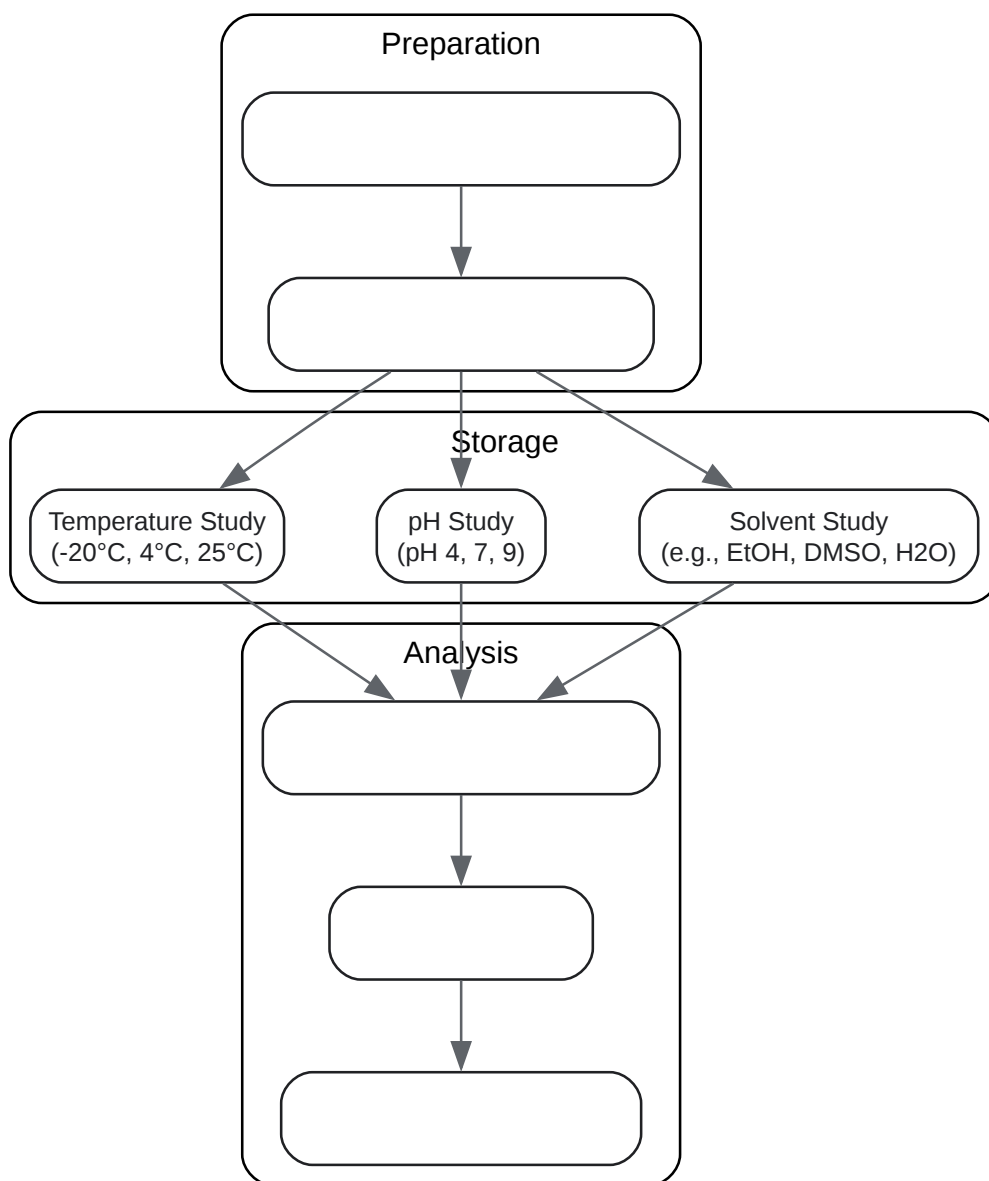 Preparation
Storage
Temperature Study
(-20°C, 4°C, 25°C)
pH Study
(pH 4, 7, 9)
Solvent Study
(e.g., EtOH, DMSO, H2O)
Analysis